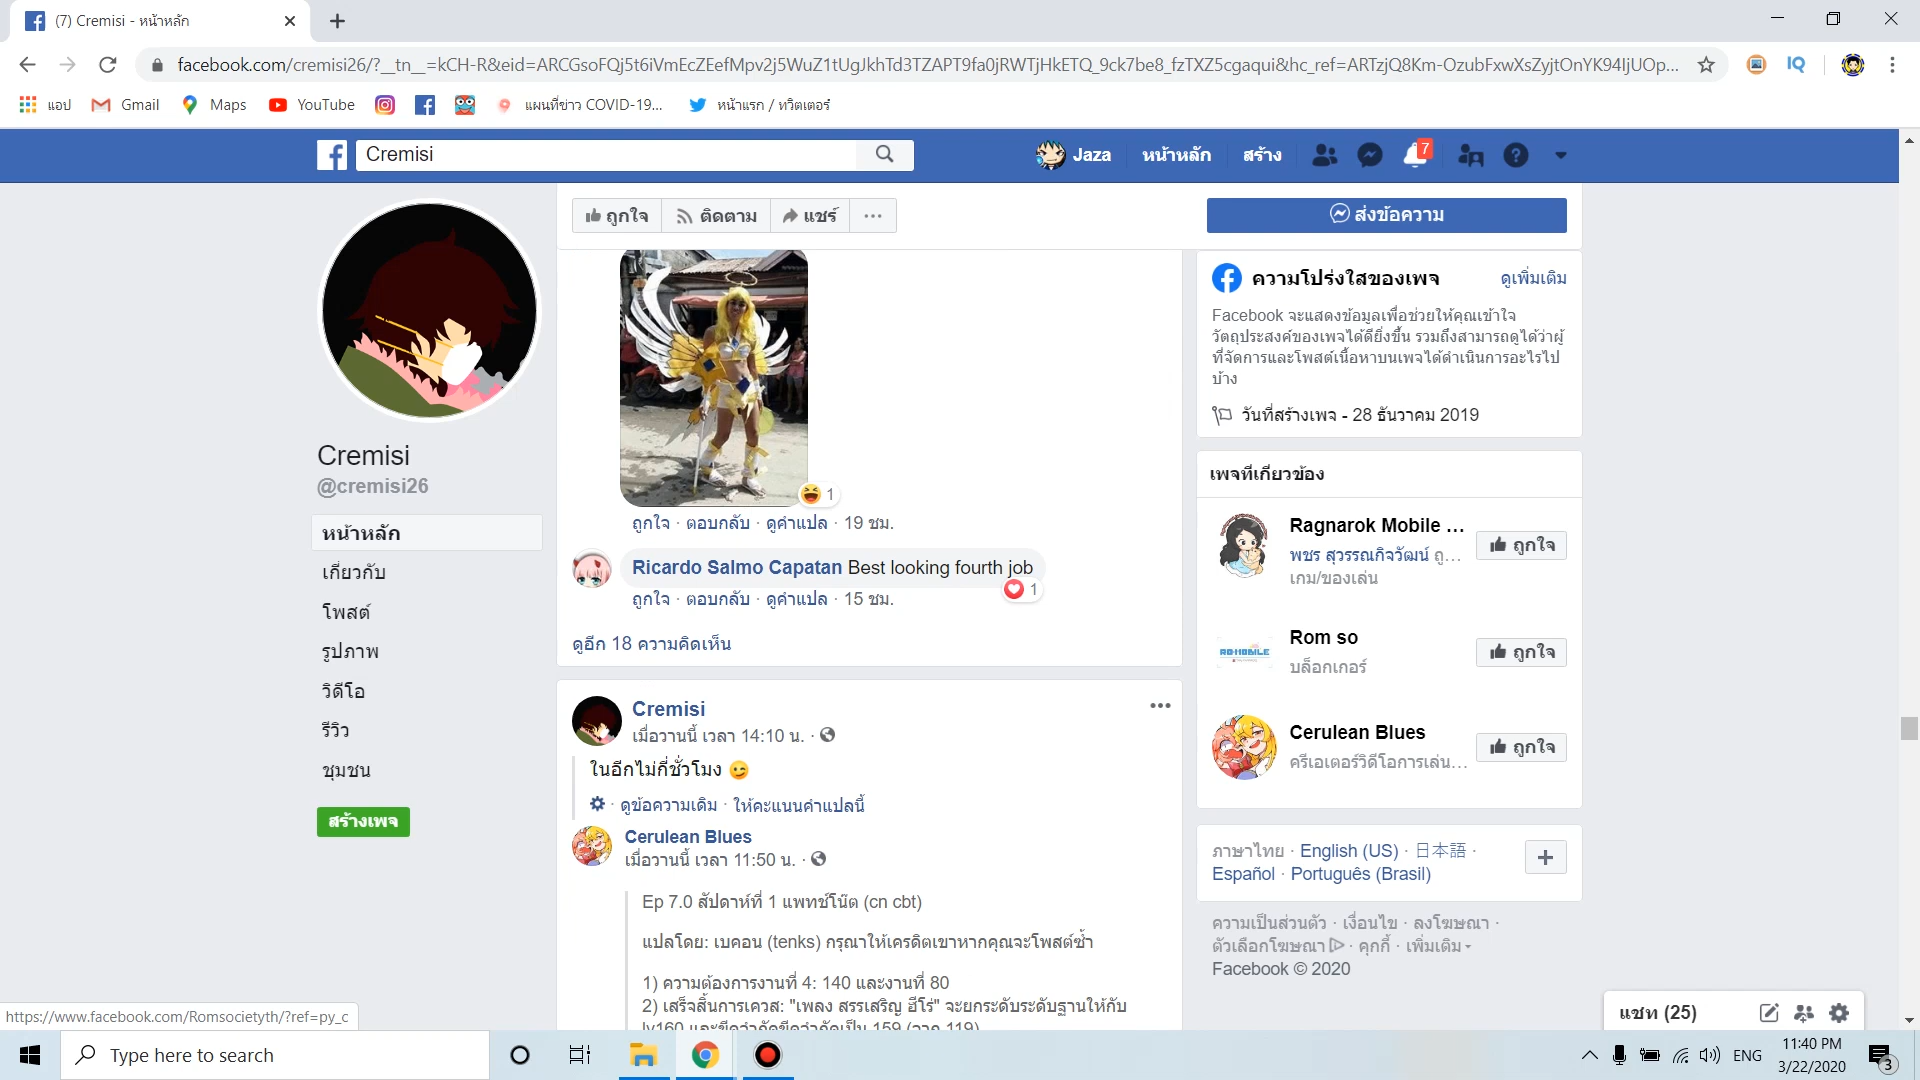 (7) Cremisi - หน้าหลัก
facebook.com/cremisi26/?__tn__=kCH-R&eid=ARCGsoFQj5t6iVmEcZEefMpv2j5WuZ1tUgJkhTd3TZAPT9fa0jRWTjHkETQ_9ck7be8_fzTXZ5cgaqui&hc_ref=ARTzjQ8Km-OzubFxwXsZyjtOnYK94IjUOp...
IQ
แอป Gmail Maps YouTube แผนที่ข่าว COVID-19... หน้าแรก / ทวิตเตอร์
Cremisi
Jaza หน้าหลัก สร้าง 7
ถูกใจ ติดตาม แชร์ ...
ส่งข้อความ
Cremisi
@cremisi26
หน้าหลัก
เกี่ยวกับ
โพสต์
รูปภาพ
วิดีโอ
รีวิว
ชุมชน
สร้างเพจ
1
ถูกใจ · ตอบกลับ · ดูคำแปล · 19 ชม.
Ricardo Salmo Capatan Best looking fourth job
1
ถูกใจ · ตอบกลับ · ดูคำแปล · 15 ชม.
ดูอีก 18 ความคิดเห็น
Cremisi
เมื่อวานนี้ เวลา 14:10 น. ·
ในอีกไม่กี่ชั่วโมง 😉
· ดูข้อความเดิม · ให้คะแนนคำแปลนี้
Cerulean Blues
เมื่อวานนี้ เวลา 11:50 น. ·
Ep 7.0 สัปดาห์ที่ 1 แพทช์โน๊ต (cn cbt)
แปลโดย: เบคอน (tenks) กรุณาให้เครดิตเขาหากคุณจะโพสต์ซ้ำ
1) ความต้องการงานที่ 4: 140 และงานที่ 80
2) เสร็จสิ้นการเควส: "เพลง สรรเสริญ ฮีโร่" จะยกระดับระดับฐานให้กับ
ความโปร่งใสของเพจ ดูเพิ่มเติม
Facebook จะแสดงข้อมูลเพื่อช่วยให้คุณเข้าใจ
วัตถุประสงค์ของเพจได้ดียิ่งขึ้น รวมถึงสามารถดูได้ว่าผู้
ที่จัดการและโพสต์เนื้อหาบนเพจได้ดำเนินการอะไรไป
บ้าง
วันที่สร้างเพจ - 28 ธันวาคม 2019
เพจที่เกี่ยวข้อง
Ragnarok Mobile ...
พชร สุวรรณกิจวัฒน์ ถู...
เกม/ของเล่น
ถูกใจ
Rom so
บล็อกเกอร์
ถูกใจ
Cerulean Blues
ครีเอเตอร์วิดีโอการเล่น...
ถูกใจ
ภาษาไทย · English (US) · 日本語 ·
Español · Português (Brasil)
ความเป็นส่วนตัว · เงื่อนไข · ลงโฆษณา ·
ตัวเลือกโฆษณา · คุกกี้ · เพิ่มเติม
Facebook © 2020
แชท (25)
https://www.facebook.com/Romsocietyth/?ref=py_c
Type here to search
ENG
11:40 PM
3/22/2020
3